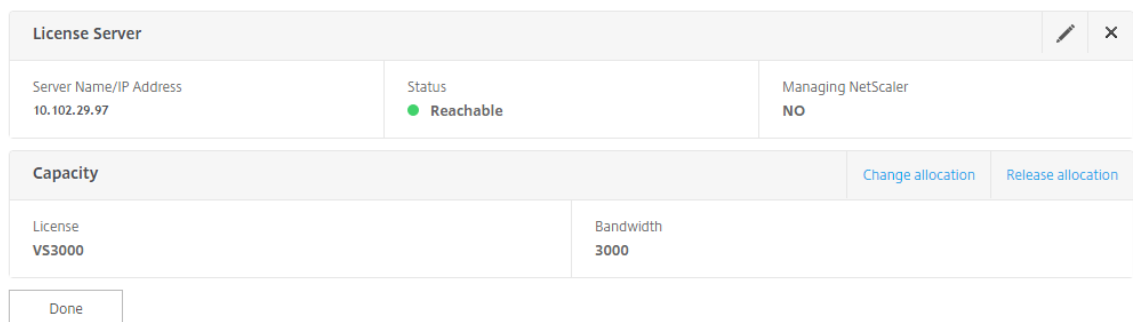 License Server
Server Name/IP Address
Status
Managing NetScaler
10.102.29.97
Reachable
NO
Capacity
Change allocation
Release allocation
License
Bandwidth
VS3000
3000
Done